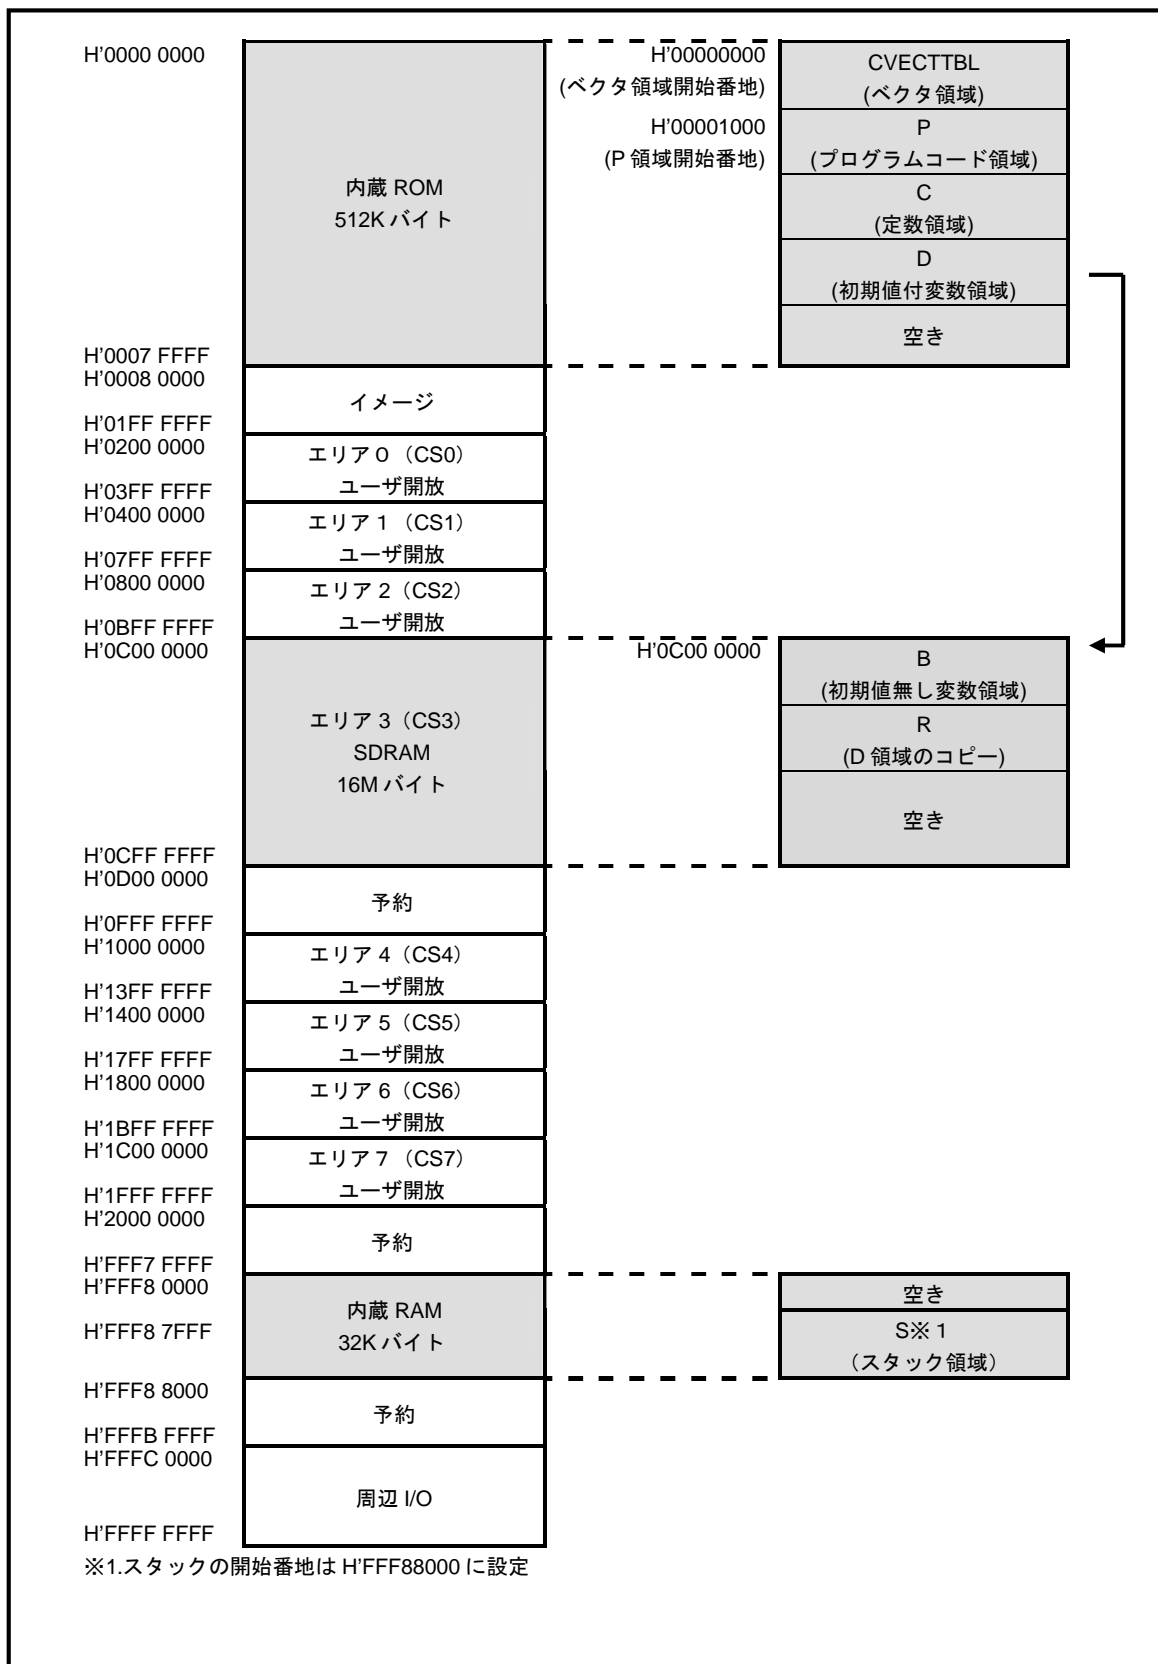 H'0000 0000
H'00000000
(ベクタ領域開始番地)
CVECTTBL
(ベクタ領域)
H'00001000
(P 領域開始番地)
P
(プログラムコード領域)
内蔵 ROM
512K バイト
C
(定数領域)
D
(初期値付変数領域)
空き
H'0007 FFFF
H'0008 0000
イメージ
H'01FF FFFF
H'0200 0000
エリア 0 (CS0)
ユーザ開放
H'03FF FFFF
H'0400 0000
エリア 1 (CS1)
ユーザ開放
H'07FF FFFF
H'0800 0000
エリア 2 (CS2)
ユーザ開放
H'0BFF FFFF
H'0C00 0000
H'0C00 0000
B
(初期値無し変数領域)
エリア 3 (CS3)
SDRAM
16M バイト
R
(D 領域のコピー)
空き
H'0CFF FFFF
H'0D00 0000
予約
H'0FFF FFFF
H'1000 0000
エリア 4 (CS4)
ユーザ開放
H'13FF FFFF
H'1400 0000
エリア 5 (CS5)
ユーザ開放
H'17FF FFFF
H'1800 0000
エリア 6 (CS6)
ユーザ開放
H'1BFF FFFF
H'1C00 0000
エリア 7 (CS7)
ユーザ開放
H'1FFF FFFF
H'2000 0000
予約
H'FFF7 FFFF
H'FFF8 0000
内蔵 RAM
32K バイト
空き
S※1
(スタック領域)
H'FFF8 7FFF
H'FFF8 8000
予約
H'FFFB FFFF
H'FFFC 0000
周辺 I/O
H'FFFF FFFF
※1.スタックの開始番地は H'FFF88000 に設定